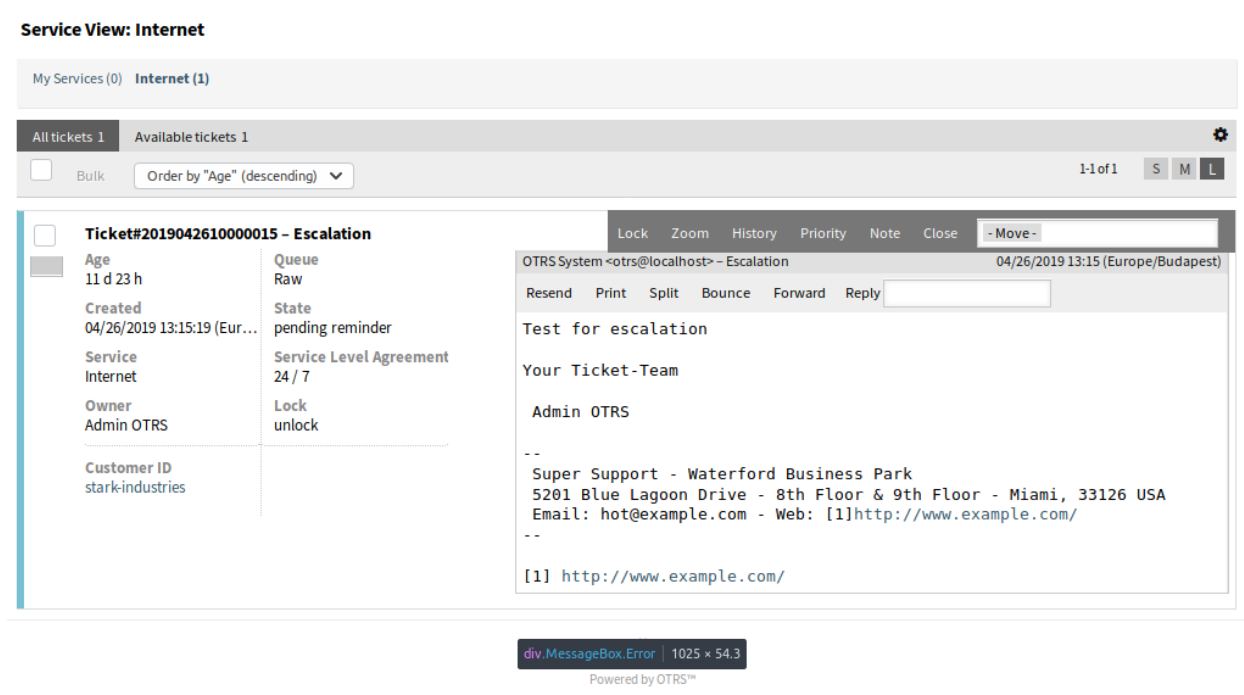 Service View: Internet
My Services (0) Internet (1)
All tickets 1 Available tickets 1
Bulk Order by "Age" (descending) 1-1 of 1 S M L
Ticket#2019042610000015 – Escalation
Lock Zoom History Priority Note Close - Move -
Age
11 d 23 h
Queue
Raw
Created
04/26/2019 13:15:19 (Eur…
State
pending reminder
Service
Internet
Service Level Agreement
24 / 7
Owner
Admin OTRS
Lock
unlock
Customer ID
stark-industries
OTRS System <otrs@localhost> – Escalation 04/26/2019 13:15 (Europe/Budapest)
Resend Print Split Bounce Forward Reply
Test for escalation
Your Ticket-Team
Admin OTRS
--
Super Support - Waterford Business Park
5201 Blue Lagoon Drive - 8th Floor & 9th Floor - Miami, 33126 USA
Email: hot@example.com - Web: [1]http://www.example.com/
--
[1] http://www.example.com/
div.MessageBox.Error 1025 × 54.3
Powered by OTRS™